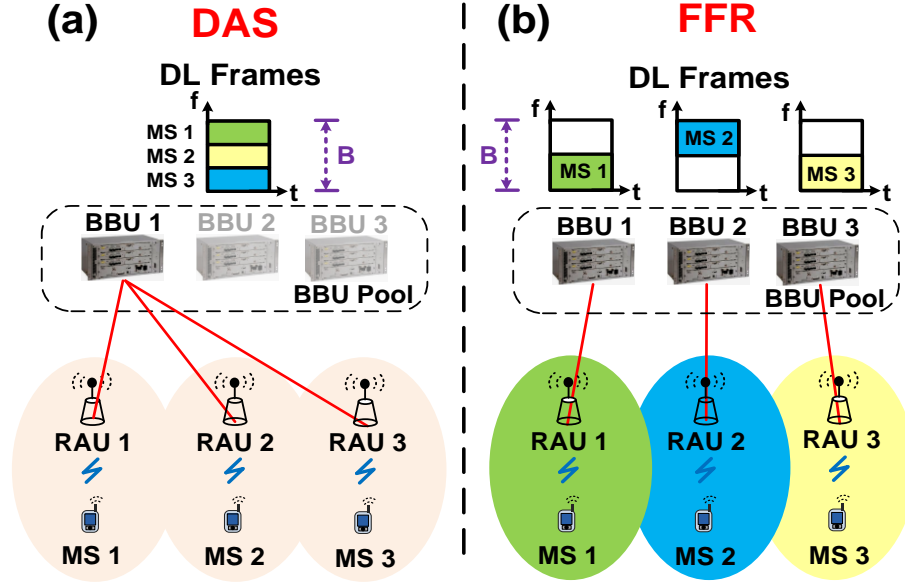 (a) DAS
DL Frames
f
MS 1
MS 2
MS 3
B
t
BBU 1 BBU 2 BBU 3
BBU Pool
RAU 1 RAU 2 RAU 3
MS 1 MS 2 MS 3
(b) FFR
DL Frames
f f f
B
MS 1 MS 2 MS 3
t t t
BBU 1 BBU 2 BBU 3
BBU Pool
RAU 1 RAU 2 RAU 3
MS 1 MS 2 MS 3